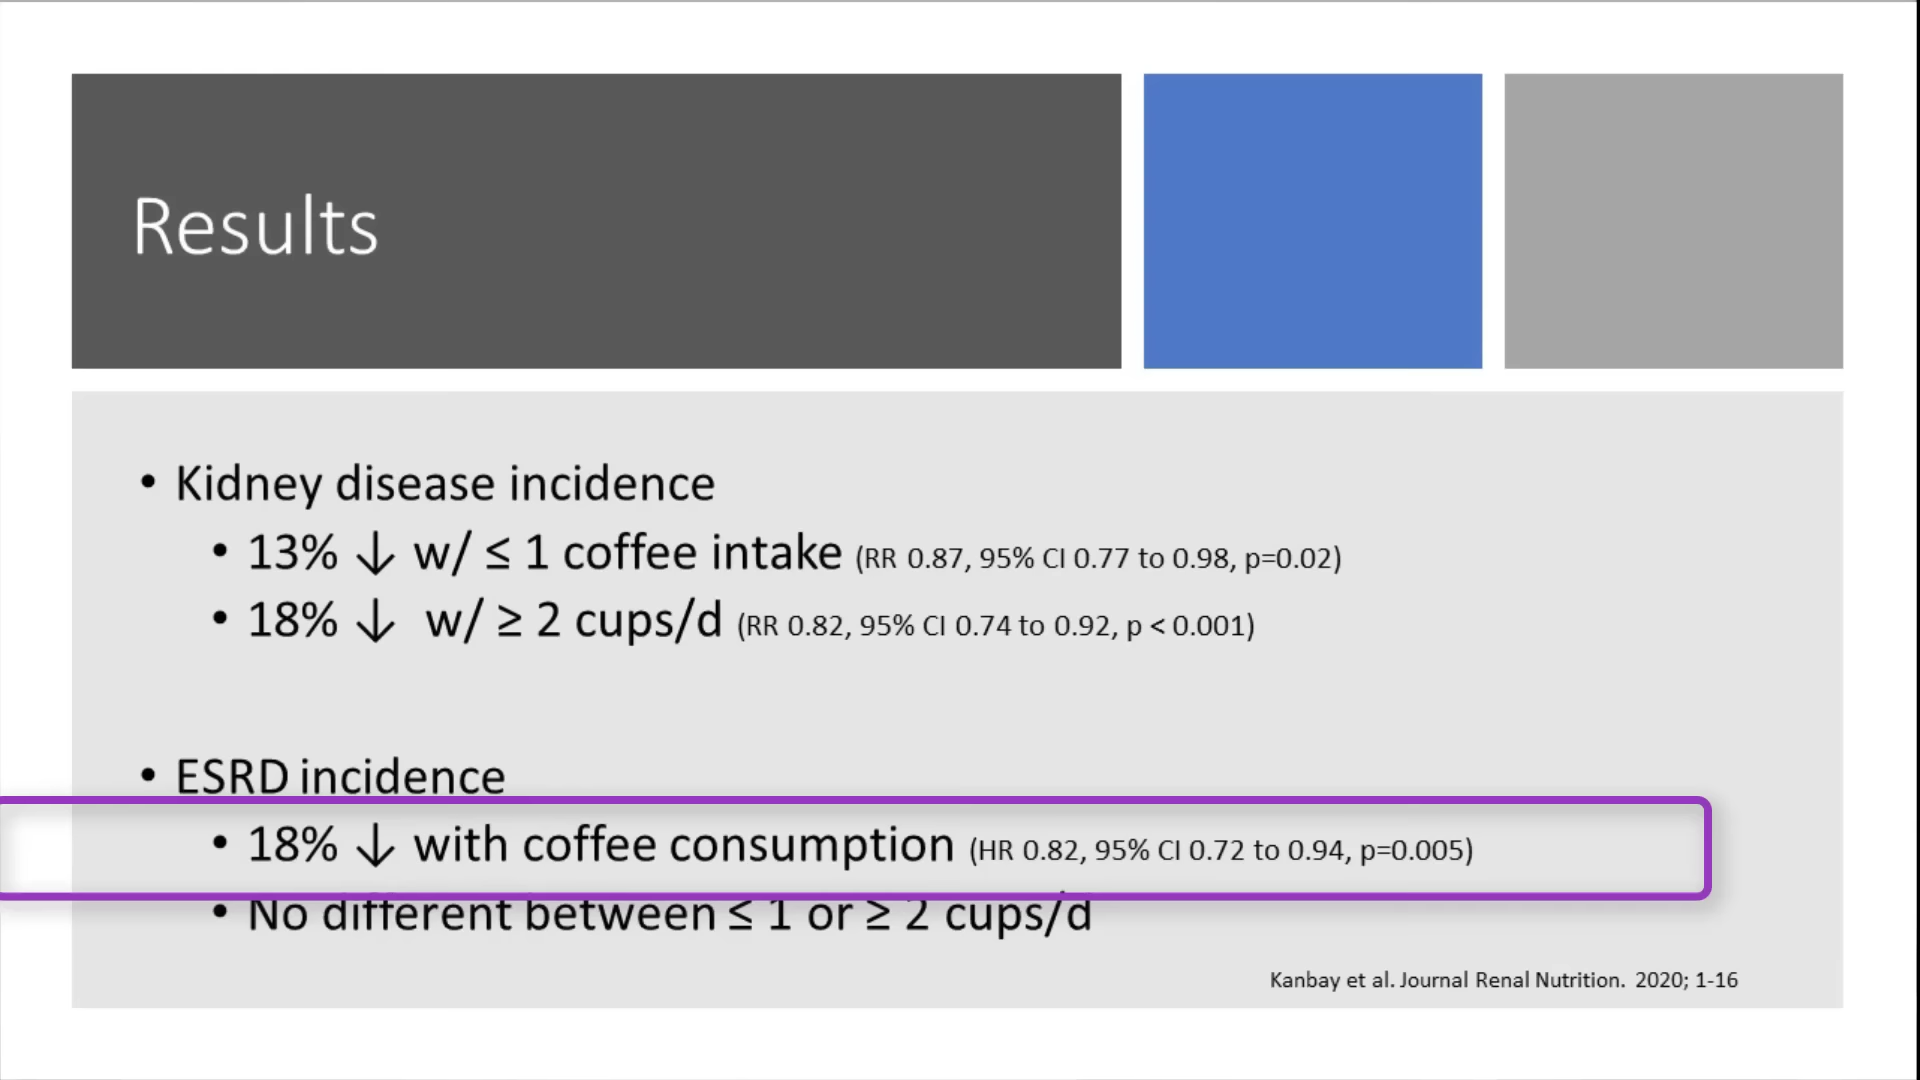 Results
• Kidney disease incidence
• 13% ↓ w/ ≤ 1 coffee intake (RR 0.87, 95% CI 0.77 to 0.98, p=0.02)
• 18% ↓ w/ ≥ 2 cups/d (RR 0.82, 95% CI 0.74 to 0.92, p < 0.001)
• ESRD incidence
• 18% ↓ with coffee consumption (HR 0.82, 95% CI 0.72 to 0.94, p=0.005)
• No different between ≤ 1 or ≥ 2 cups/d
Kanbay et al. Journal Renal Nutrition. 2020; 1-16